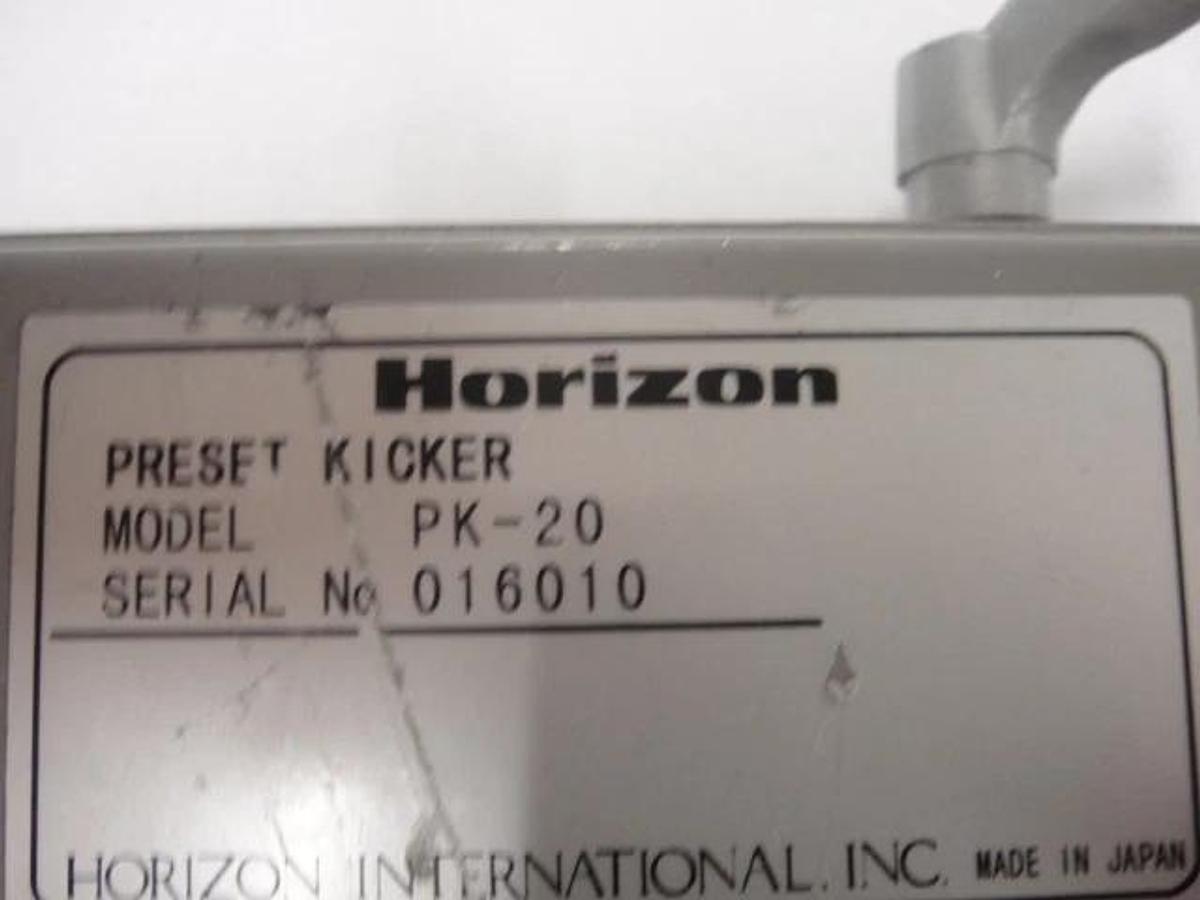 Horizon
PRESET KICKER
MODEL PK-20
SERIAL No 016010
HORIZON INTERNATIONAL. INC. MADE IN JAPAN